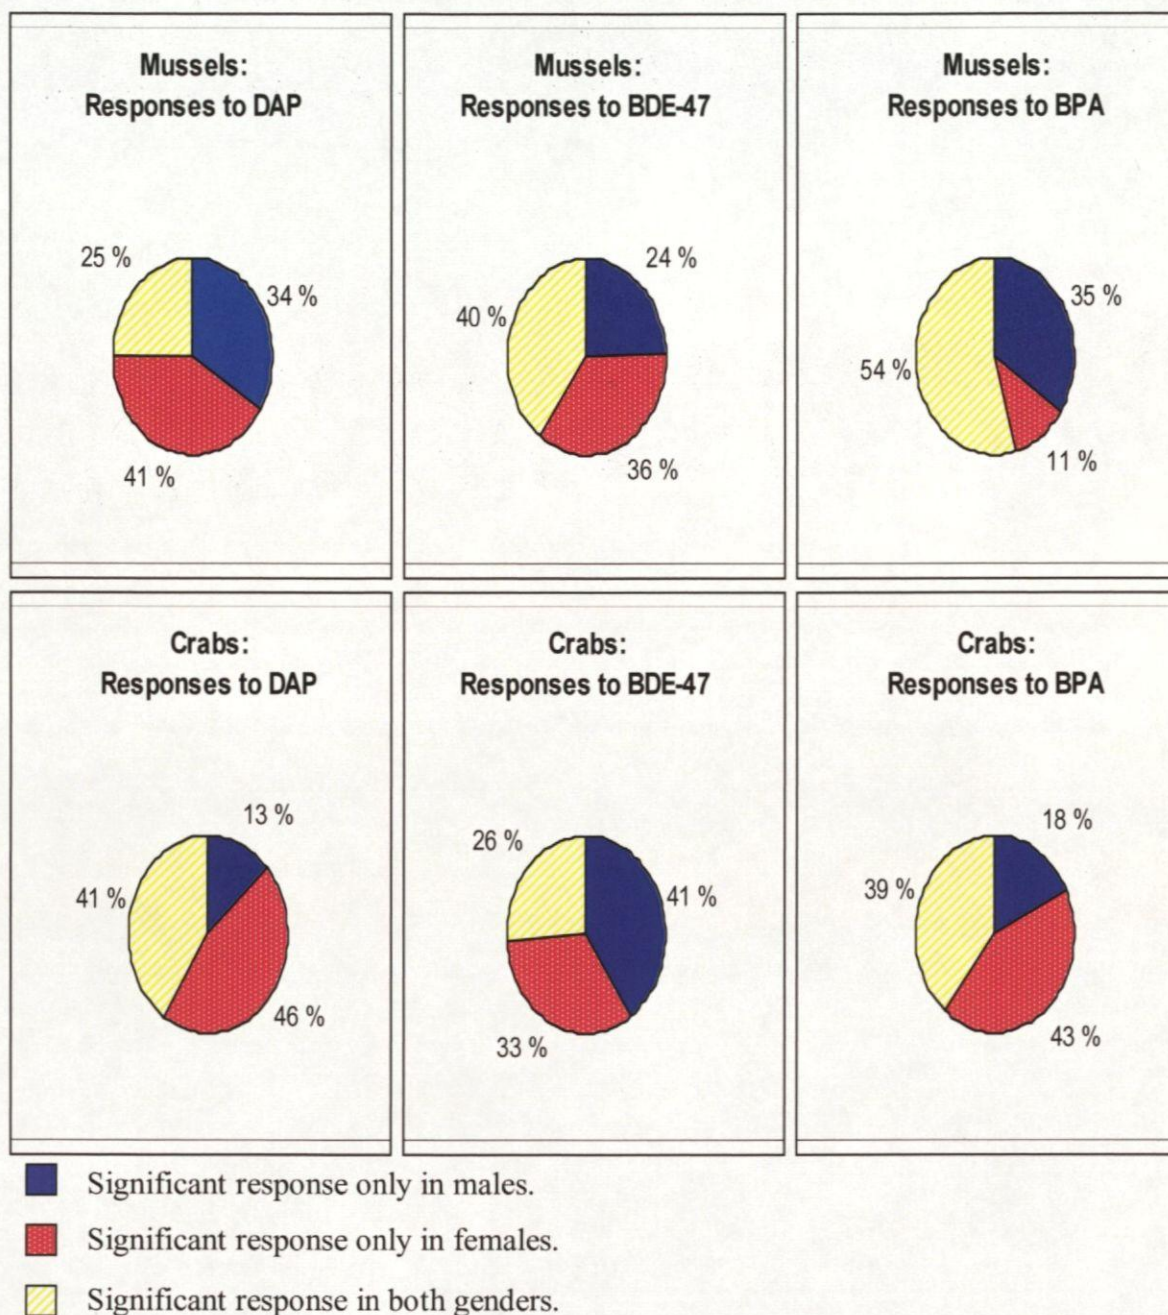 Mussels:
Responses to DAP
25 %
34 %
41 %
Mussels:
Responses to BDE-47
24 %
40 %
36 %
Mussels:
Responses to BPA
35 %
54 %
11 %
Crabs:
Responses to DAP
13 %
41 %
46 %
Crabs:
Responses to BDE-47
26 %
41 %
33 %
Crabs:
Responses to BPA
18 %
39 %
43 %
Significant response only in males.
Significant response only in females.
Significant response in both genders.